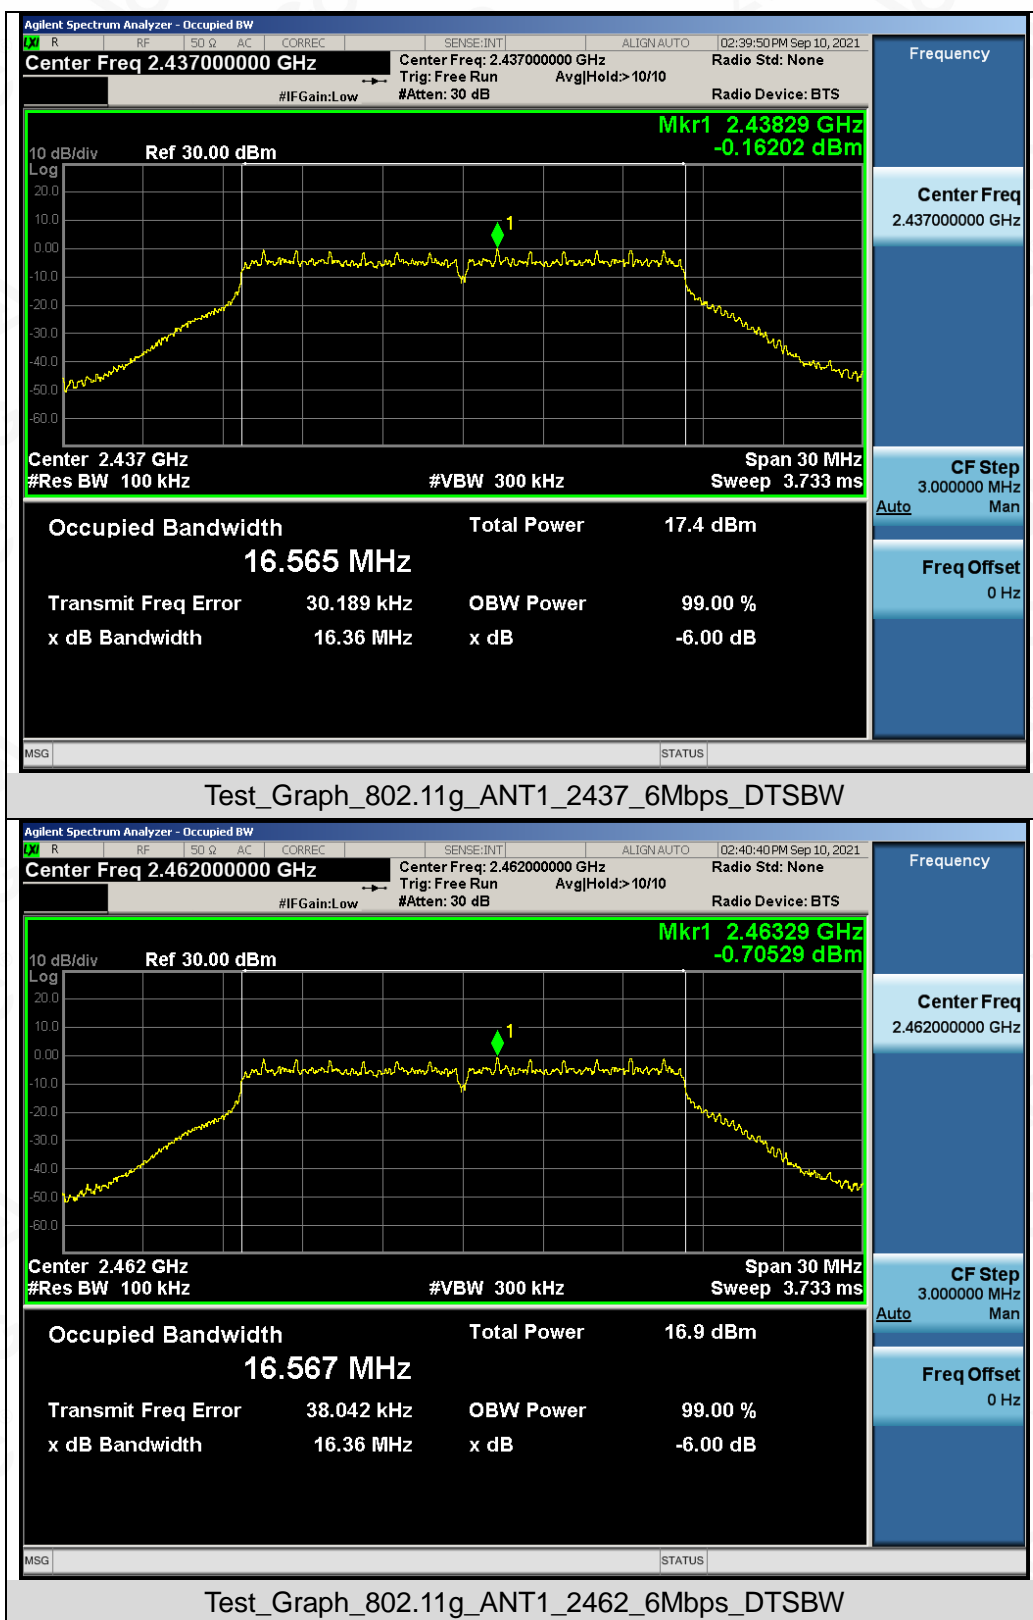 Agilent Spectrum Analyzer - Occupied BW
LXI R RF 50 Ω AC CORREC SENSE:INT ALIGN AUTO 02:39:50 PM Sep 10, 2021
Center Freq 2.437000000 GHz
Center Freq: 2.437000000 GHz
Radio Std: None
Trig: Free Run Avg|Hold:>10/10
#IFGain:Low #Atten: 30 dB Radio Device: BTS
Frequency
Mkr1 2.43829 GHz
-0.16202 dBm
10 dB/div Ref 30.00 dBm
Log
20.0
10.0
0.00
-10.0
-20.0
-30.0
-40.0
-50.0
-60.0
1
Center Freq
2.437000000 GHz
Center 2.437 GHz Span 30 MHz
#Res BW 100 kHz #VBW 300 kHz Sweep 3.733 ms
CF Step
3.000000 MHz
Auto Man
Freq Offset
0 Hz
Occupied Bandwidth Total Power 17.4 dBm
16.565 MHz
Transmit Freq Error 30.189 kHz OBW Power 99.00 %
x dB Bandwidth 16.36 MHz x dB -6.00 dB
MSG STATUS
Test_Graph_802.11g_ANT1_2437_6Mbps_DTSBW
Agilent Spectrum Analyzer - Occupied BW
LXI R RF 50 Ω AC CORREC SENSE:INT ALIGN AUTO 02:40:40 PM Sep 10, 2021
Center Freq 2.462000000 GHz
Center Freq: 2.462000000 GHz
Radio Std: None
Trig: Free Run Avg|Hold:>10/10
#IFGain:Low #Atten: 30 dB Radio Device: BTS
Frequency
Mkr1 2.46329 GHz
-0.70529 dBm
10 dB/div Ref 30.00 dBm
Log
20.0
10.0
0.00
-10.0
-20.0
-30.0
-40.0
-50.0
-60.0
1
Center Freq
2.462000000 GHz
Center 2.462 GHz Span 30 MHz
#Res BW 100 kHz #VBW 300 kHz Sweep 3.733 ms
CF Step
3.000000 MHz
Auto Man
Freq Offset
0 Hz
Occupied Bandwidth Total Power 16.9 dBm
16.567 MHz
Transmit Freq Error 38.042 kHz OBW Power 99.00 %
x dB Bandwidth 16.36 MHz x dB -6.00 dB
MSG STATUS
Test_Graph_802.11g_ANT1_2462_6Mbps_DTSBW